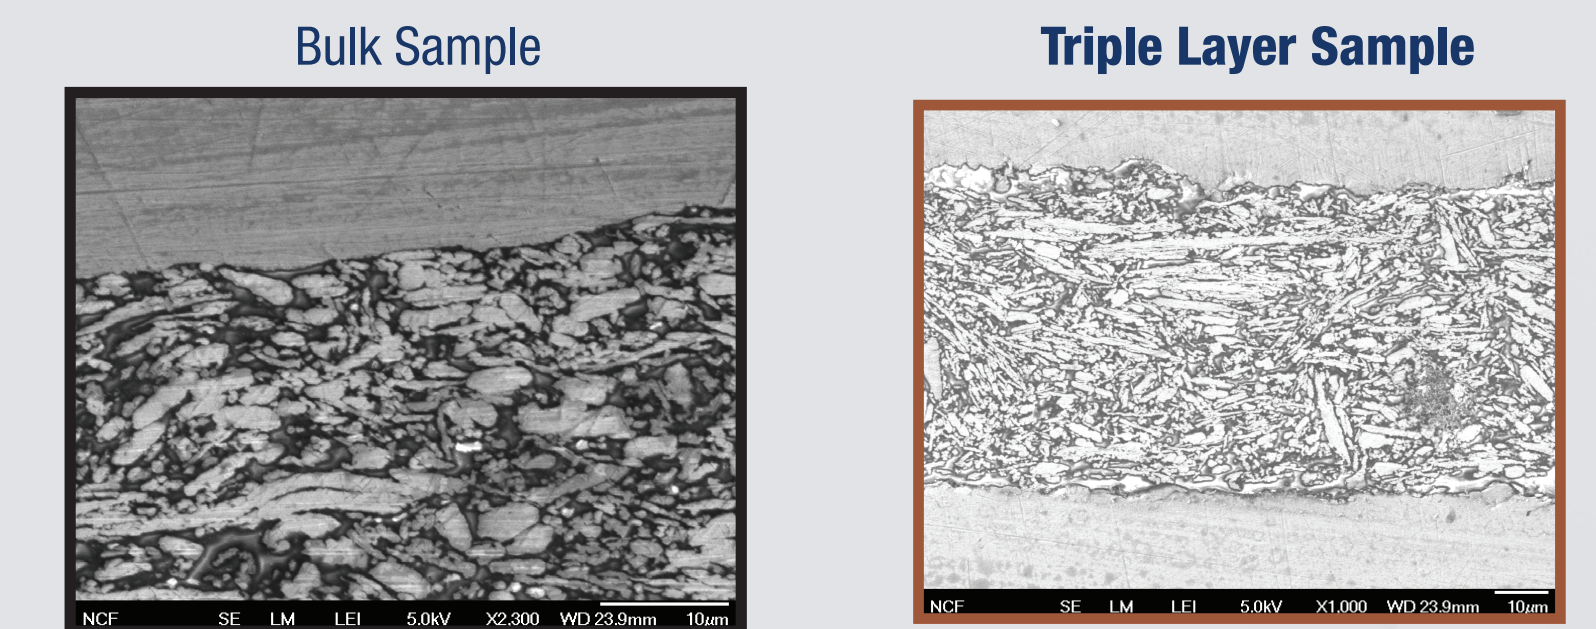 Bulk Sample
Triple Layer Sample
NCF SE LM LEI 5.0kV X2,300 WD 23.9mm 10µm
NCF SE LM LEI 5.0kV X1,000 WD 23.9mm 10µm